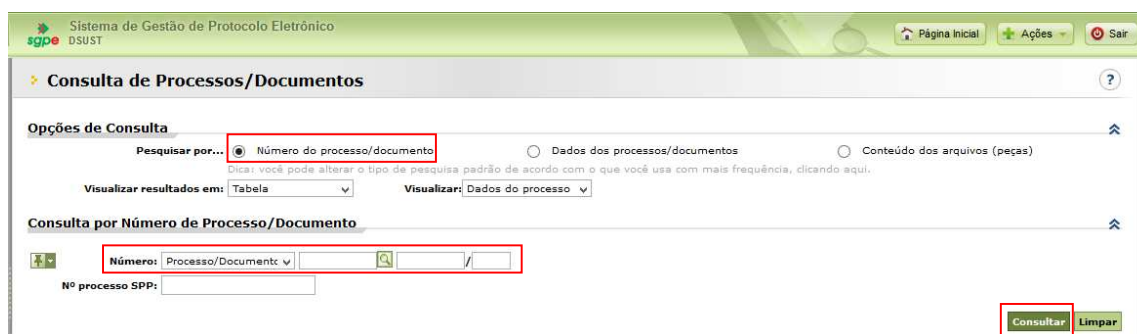 Sistema de Gestão de Protocolo Eletrônico
sgpe DSUST
Página Inicial Ações Sair
Consulta de Processos/Documentos ?
Opções de Consulta
Pesquisar por... Número do processo/documento Dados dos processos/documentos Conteúdo dos arquivos (peças)
Dica: você pode alterar o tipo de pesquisa padrão de acordo com o que você usa com mais frequência, clicando aqui.
Visualizar resultados em: Tabela Visualizar: Dados do processo
Consulta por Número de Processo/Documento
Número: Processo/Documentc /
Nº processo SPP:
Consultar Limpar